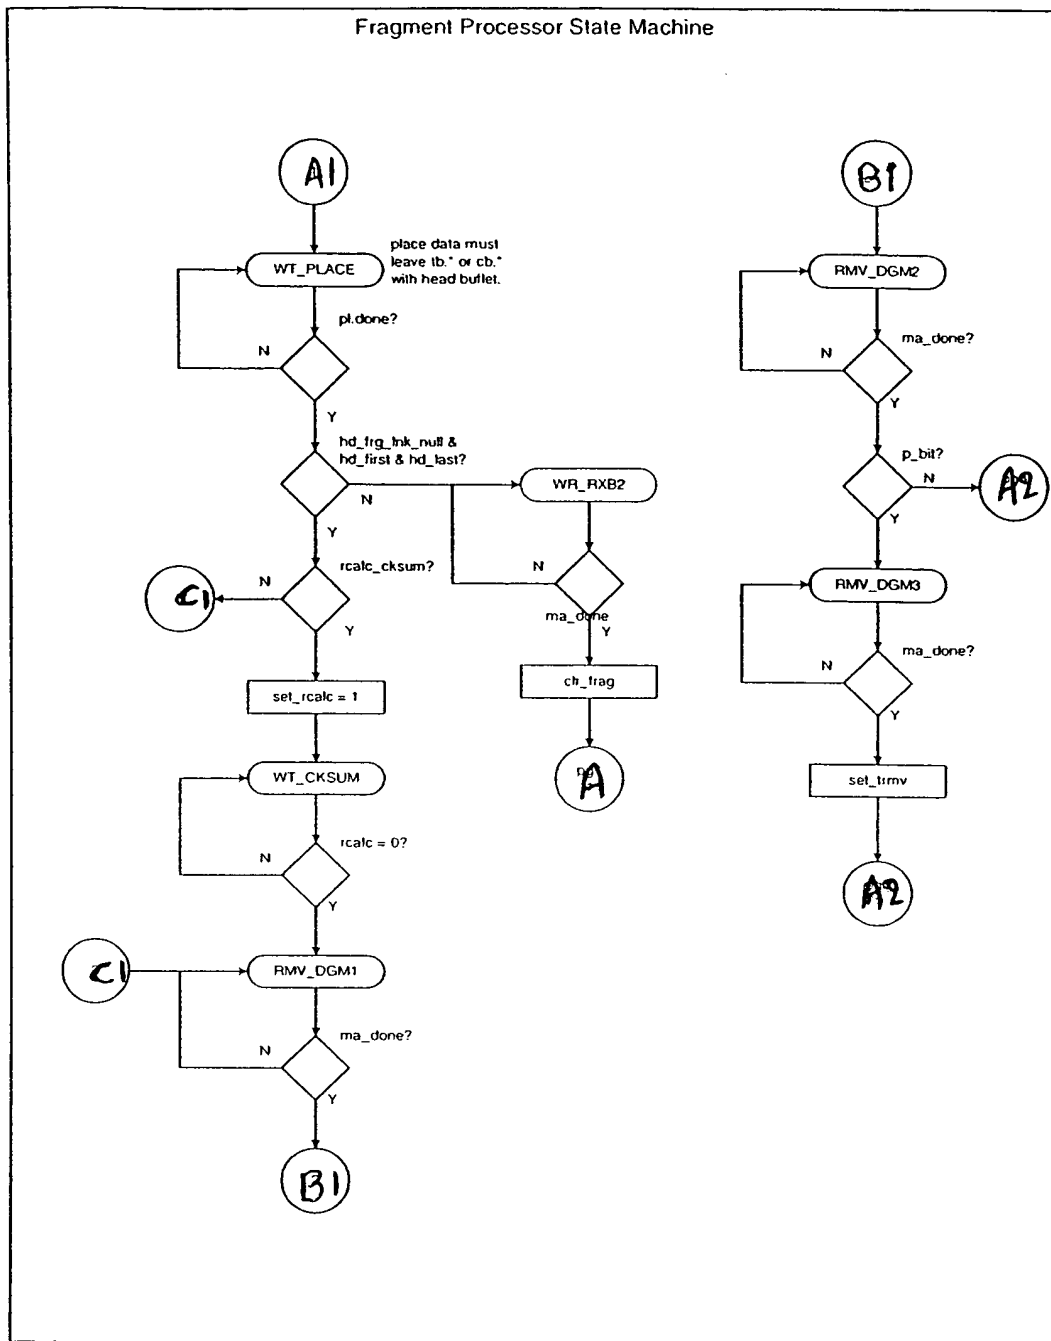 Fragment Processor State Machine
A1
WT_PLACE
place data must
leave tb.* or cb.*
with head buffet.
pl.done?
N
Y
hd_frg_lnk_null &
hd_first & hd_last?
N
Y
WR_RXB2
N
ma_done
Y
clr_frag
A
rcalc_cksum?
N
C1
Y
set_rcalc = 1
WT_CKSUM
rcalc = 0?
N
Y
C1
RMV_DGM1
ma_done?
N
Y
B1
B1
RMV_DGM2
ma_done?
N
Y
p_bit?
N
A2
Y
RMV_DGM3
ma_done?
N
Y
set_trmv
A2